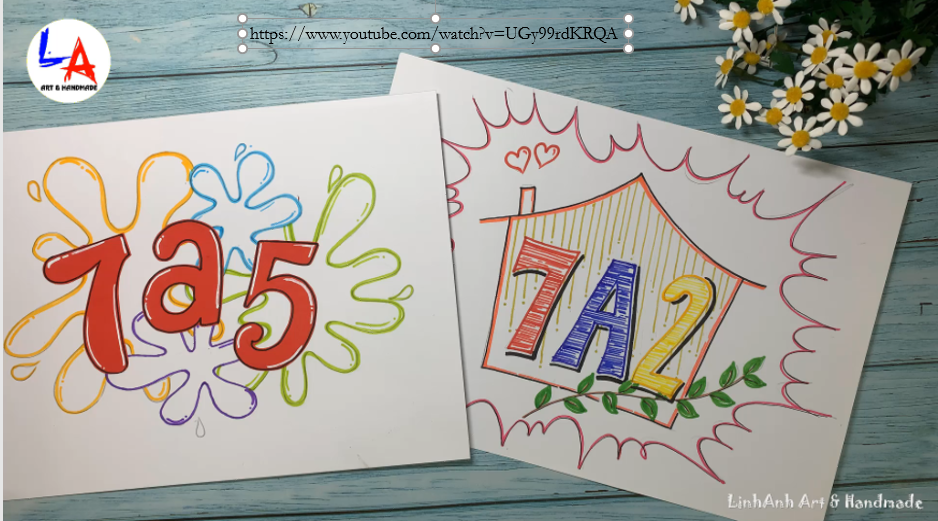 https://www.youtube.com/watch?v=UGy99rdKRQA
LA
ART & HANDMADE
7a5
7A2
LinhAnh Art & Handmade